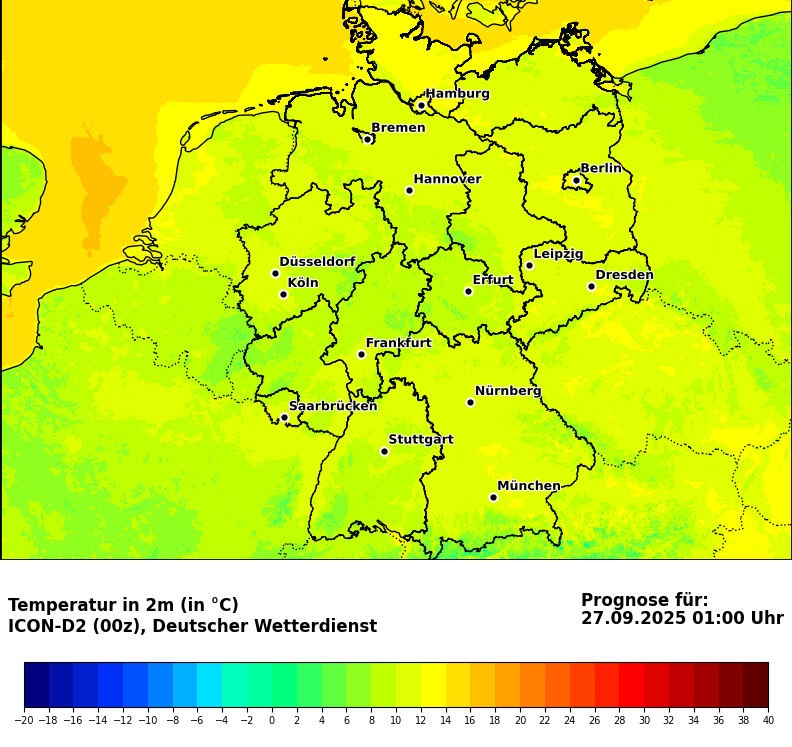 Hamburg
Bremen
Berlin
Hannover
Leipzig
Düsseldorf
Dresden
Köln
Erfurt
Frankfurt
Nürnberg
Saarbrücken
Stuttgart
München
Temperatur in 2m (in °C)
ICON-D2 (00z), Deutscher Wetterdienst
Prognose für:
27.09.2025 01:00 Uhr
−20 −18 −16 −14 −12 −10 −8 −6 −4 −2 0 2 4 6 8 10 12 14 16 18 20 22 24 26 28 30 32 34 36 38 40